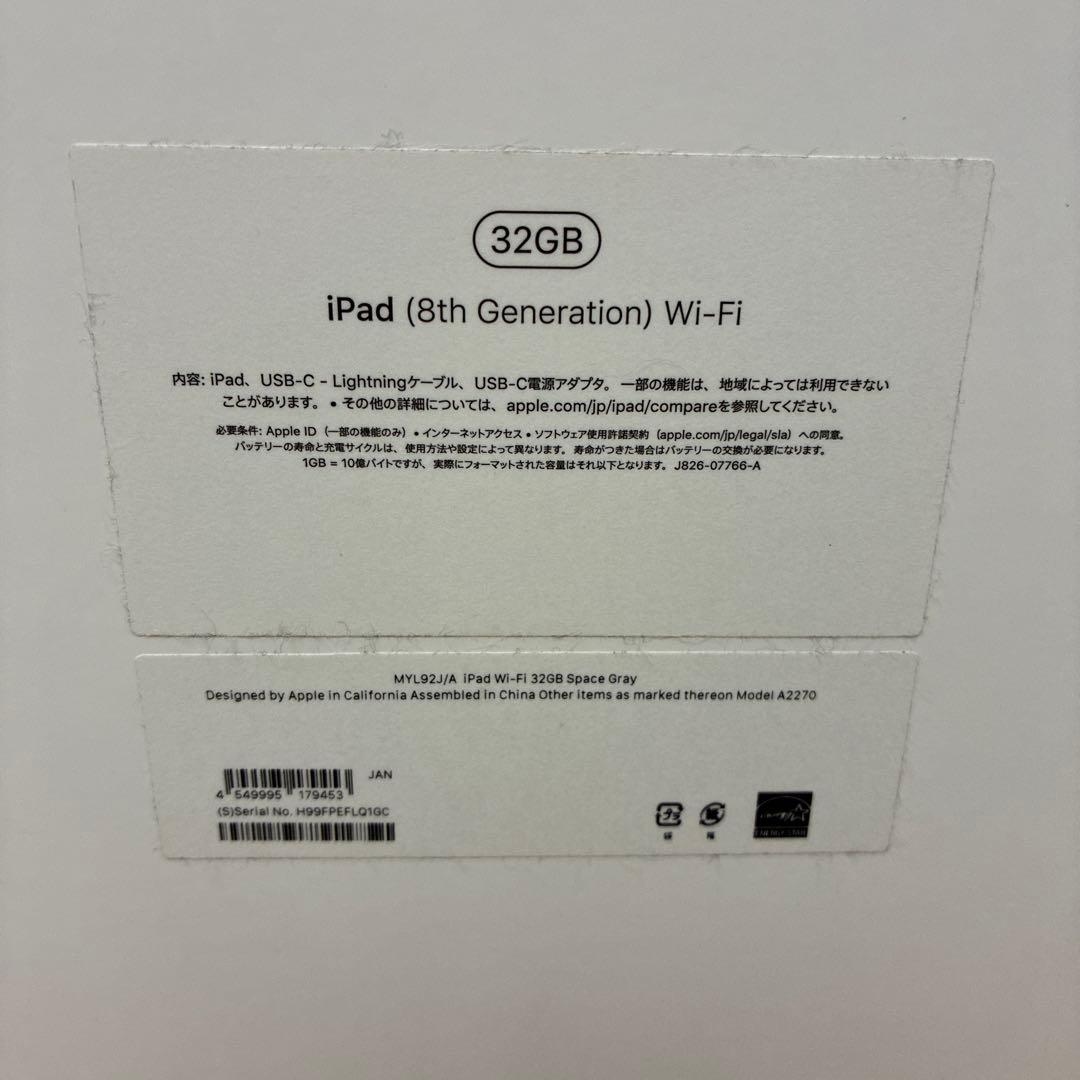 32GB
iPad (8th Generation) Wi-Fi
内容: iPad、USB-C - Lightningケーブル、USB-C電源アダプタ。一部の機能は、地域によっては利用できない
ことがあります。• その他の詳細については、apple.com/jp/ipad/compareを参照してください。
必要条件: Apple ID（一部の機能のみ）• インターネットアクセス • ソフトウェア使用許諾契約（apple.com/jp/legal/sla）への同意。
バッテリーの寿命と充電サイクルは、使用方法や設定によって異なります。寿命がつきた場合はバッテリーの交換が必要になります。
1GB = 10億バイトですが、実際にフォーマットされた容量はそれ以下となります。J826-07766-A
MYL92J/A iPad Wi-Fi 32GB Space Gray
Designed by Apple in California Assembled in China Other items as marked thereon Model A2270
JAN
4 549995 179453
(S)Serial No. H99FPEFLQ1GC
プラ
紙
袋
箱
ENERGY STAR